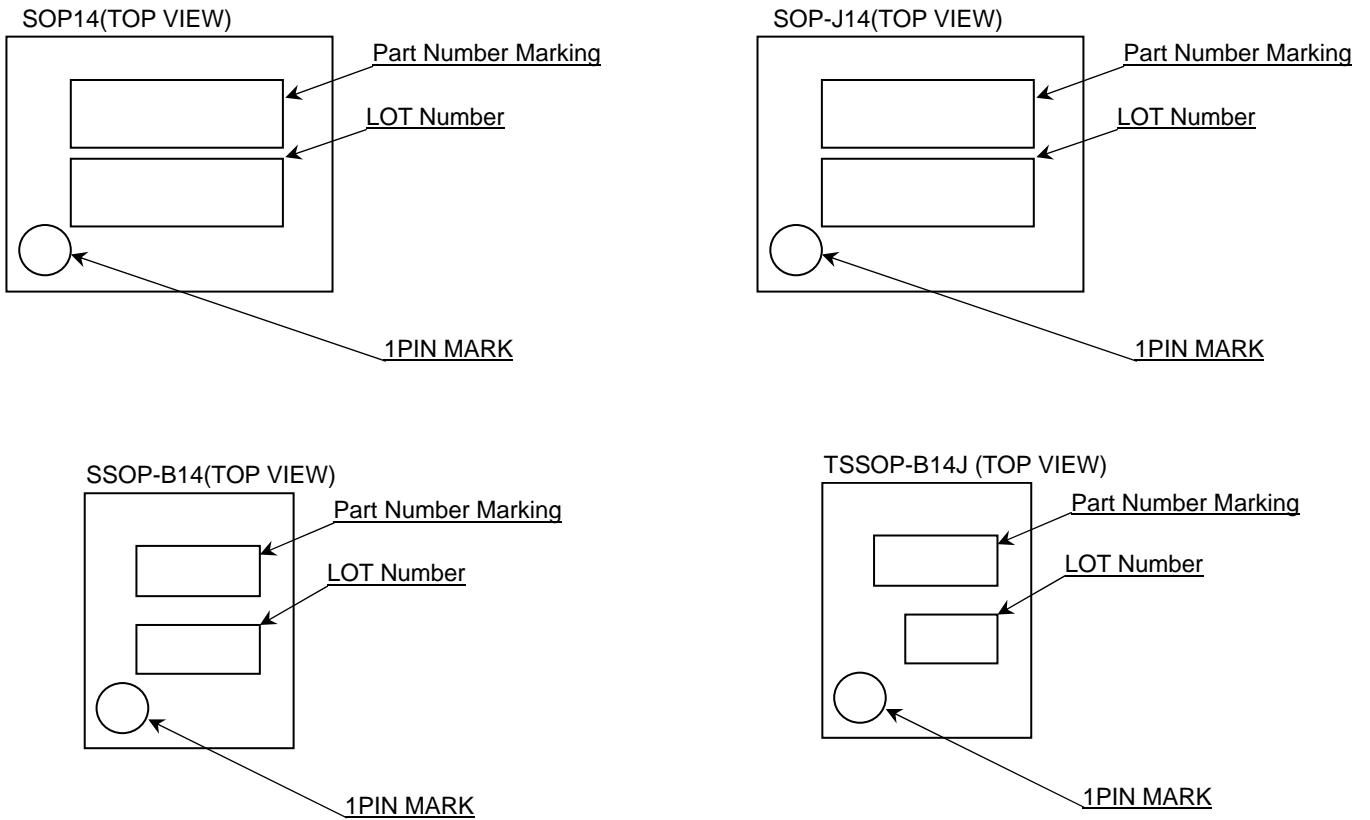 SOP14(TOP VIEW)
Part Number Marking
LOT Number
1PIN MARK
SOP-J14(TOP VIEW)
Part Number Marking
LOT Number
1PIN MARK
SSOP-B14(TOP VIEW)
Part Number Marking
LOT Number
1PIN MARK
TSSOP-B14J (TOP VIEW)
Part Number Marking
LOT Number
1PIN MARK